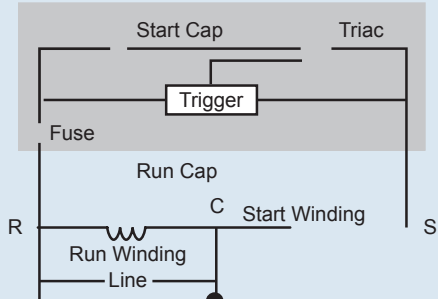 Start Cap Triac
Trigger
Fuse
Run Cap
C
R Start Winding S
Run Winding
Line